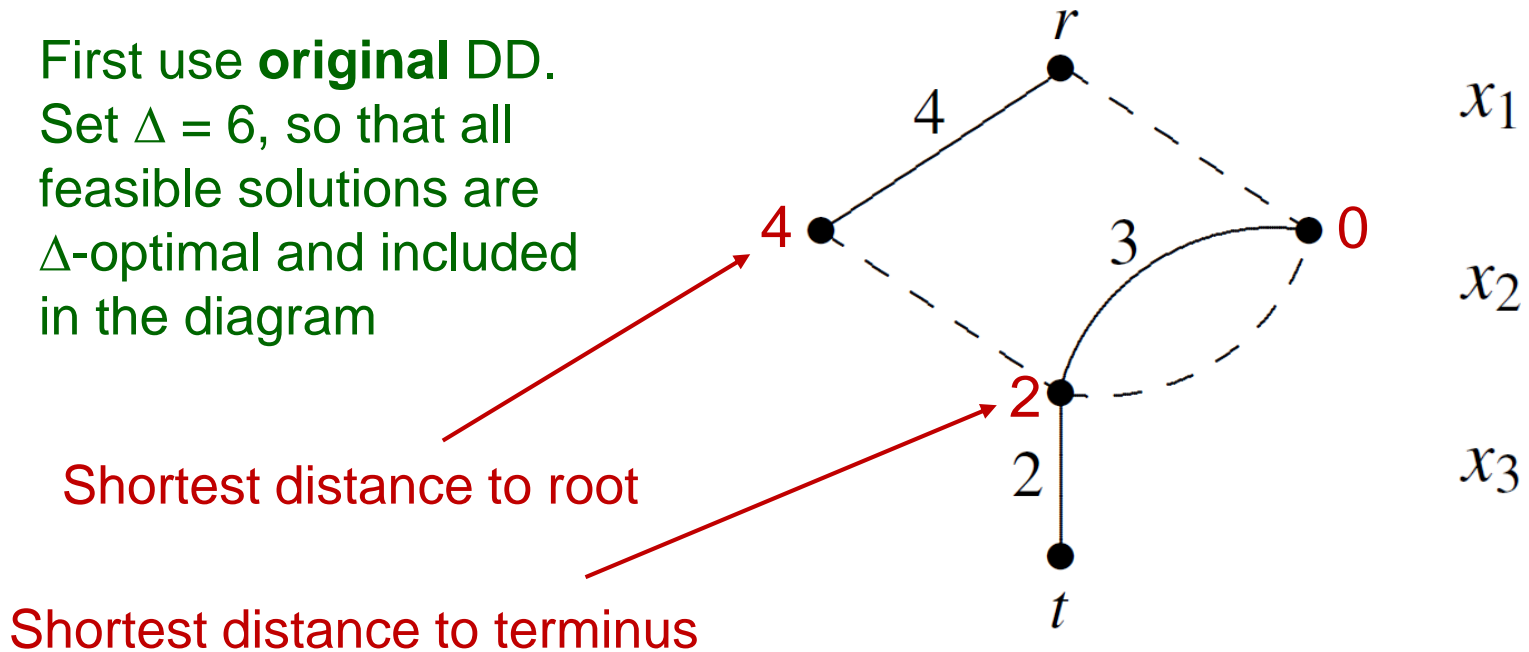 First use original DD.
Set Δ = 6, so that all
feasible solutions are
Δ-optimal and included
in the diagram
r
4
x1
4
3
0
x2
2
Shortest distance to root
2
x3
Shortest distance to terminus
t